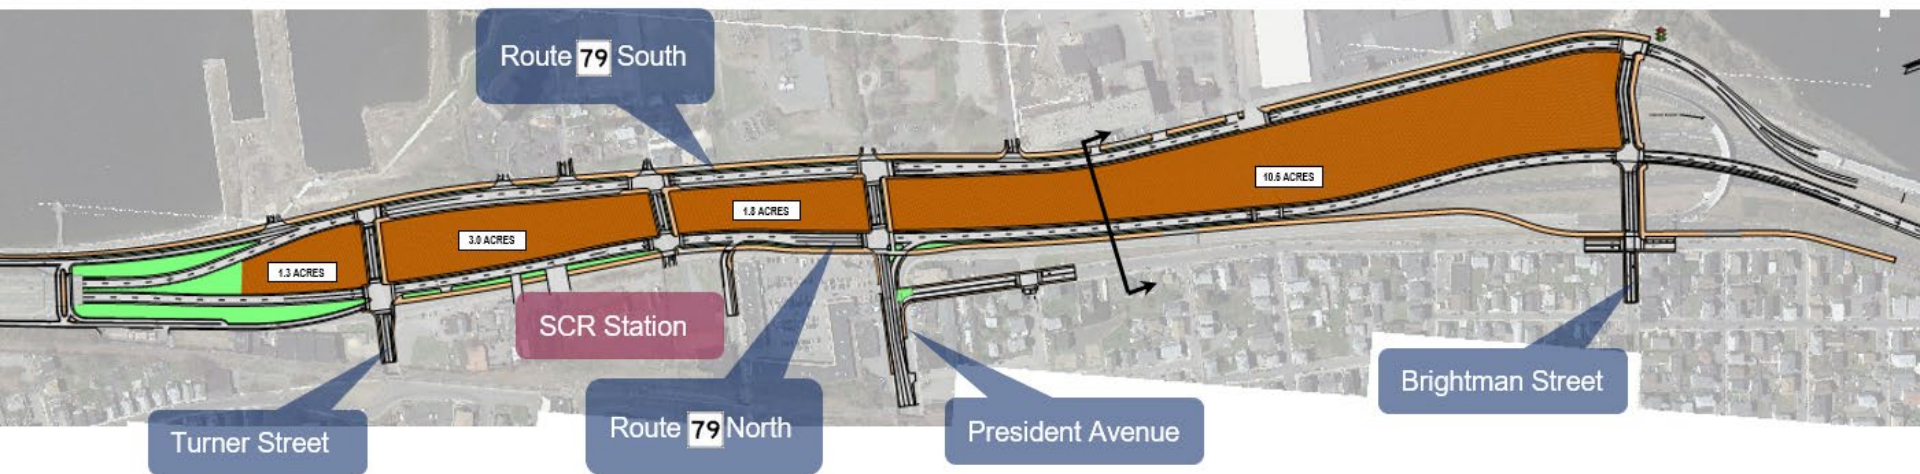 Route 79 South
10.6 ACRES
1.8 ACRES
3.0 ACRES
1.3 ACRES
SCR Station
Turner Street
Route 79 North
President Avenue
Brightman Street